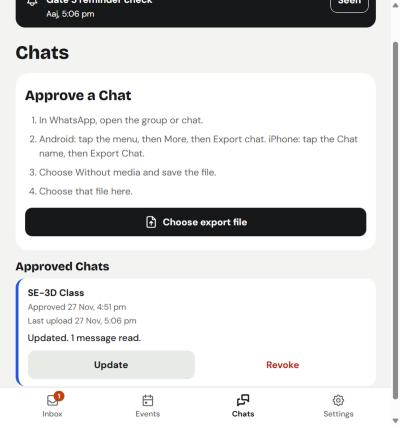 Gate 5 reminder check
Aaj, 5:06 pm
Seen
Chats
Approve a Chat
1. In WhatsApp, open the group or chat.
2. Android: tap the menu, then More, then Export chat. iPhone: tap the Chat
name, then Export Chat.
3. Choose Without media and save the file.
4. Choose that file here.
Choose export file
Approved Chats
SE-3D Class
Approved 27 Nov, 4:51 pm
Last upload 27 Nov, 5:06 pm
Updated. 1 message read.
Update
Revoke
1
Inbox
Events
Chats
Settings